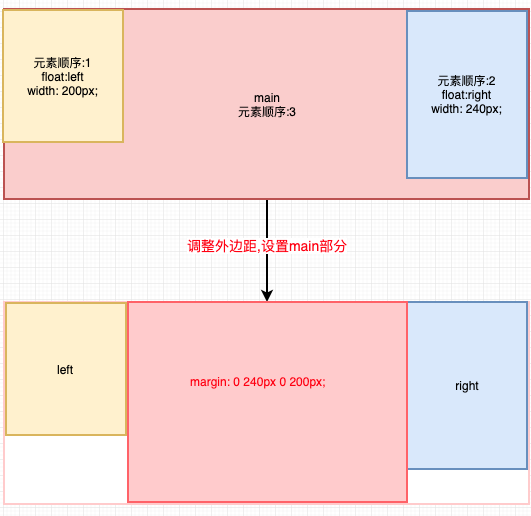 元素顺序:1
float:left
width: 200px;
main
元素顺序:3
元素顺序:2
float:right
width: 240px;
调整外边距,设置main部分
left
margin: 0 240px 0 200px;
right